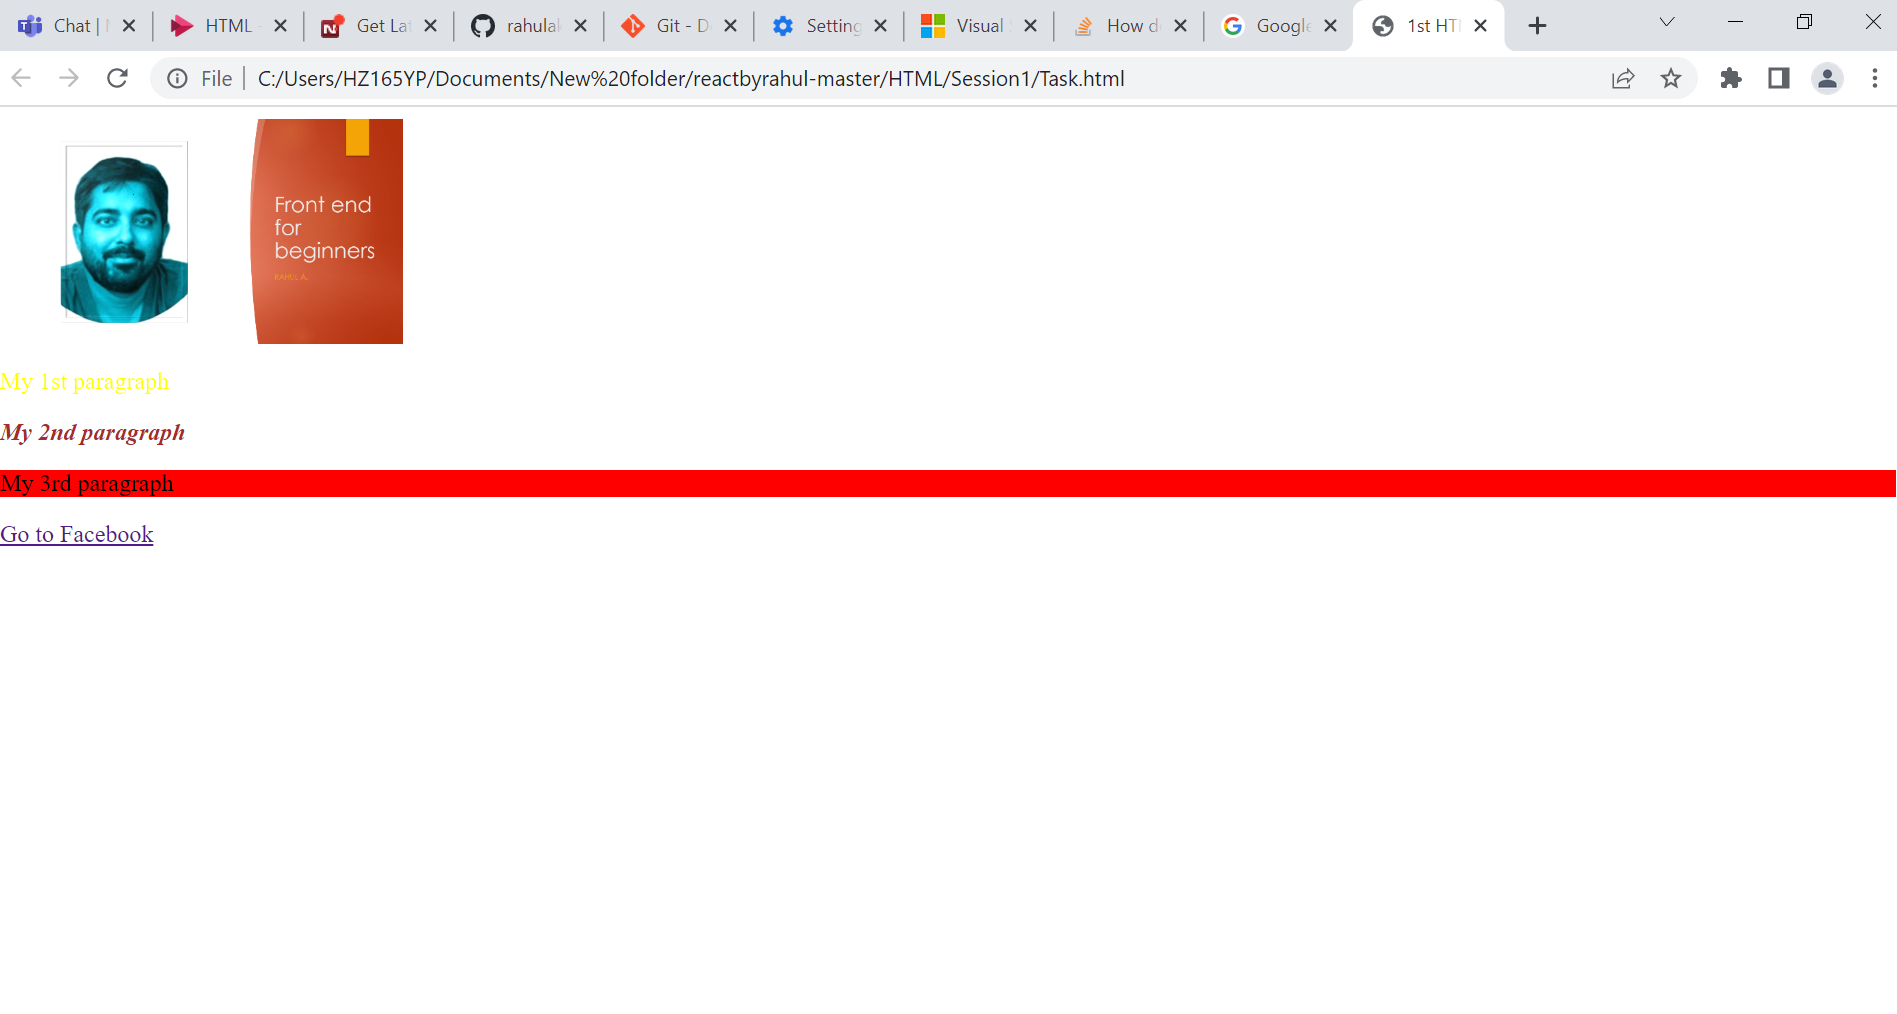 Chat |
HTML -
Get Lat
rahulak
Git - D
Setting
Visual
How d
Google
1st HT
File
C:/Users/HZ165YP/Documents/New%20folder/reactbyrahul-master/HTML/Session1/Task.html
Front end
for
beginners
RAHUL A.
My 1st paragraph
My 2nd paragraph
My 3rd paragraph
Go to Facebook